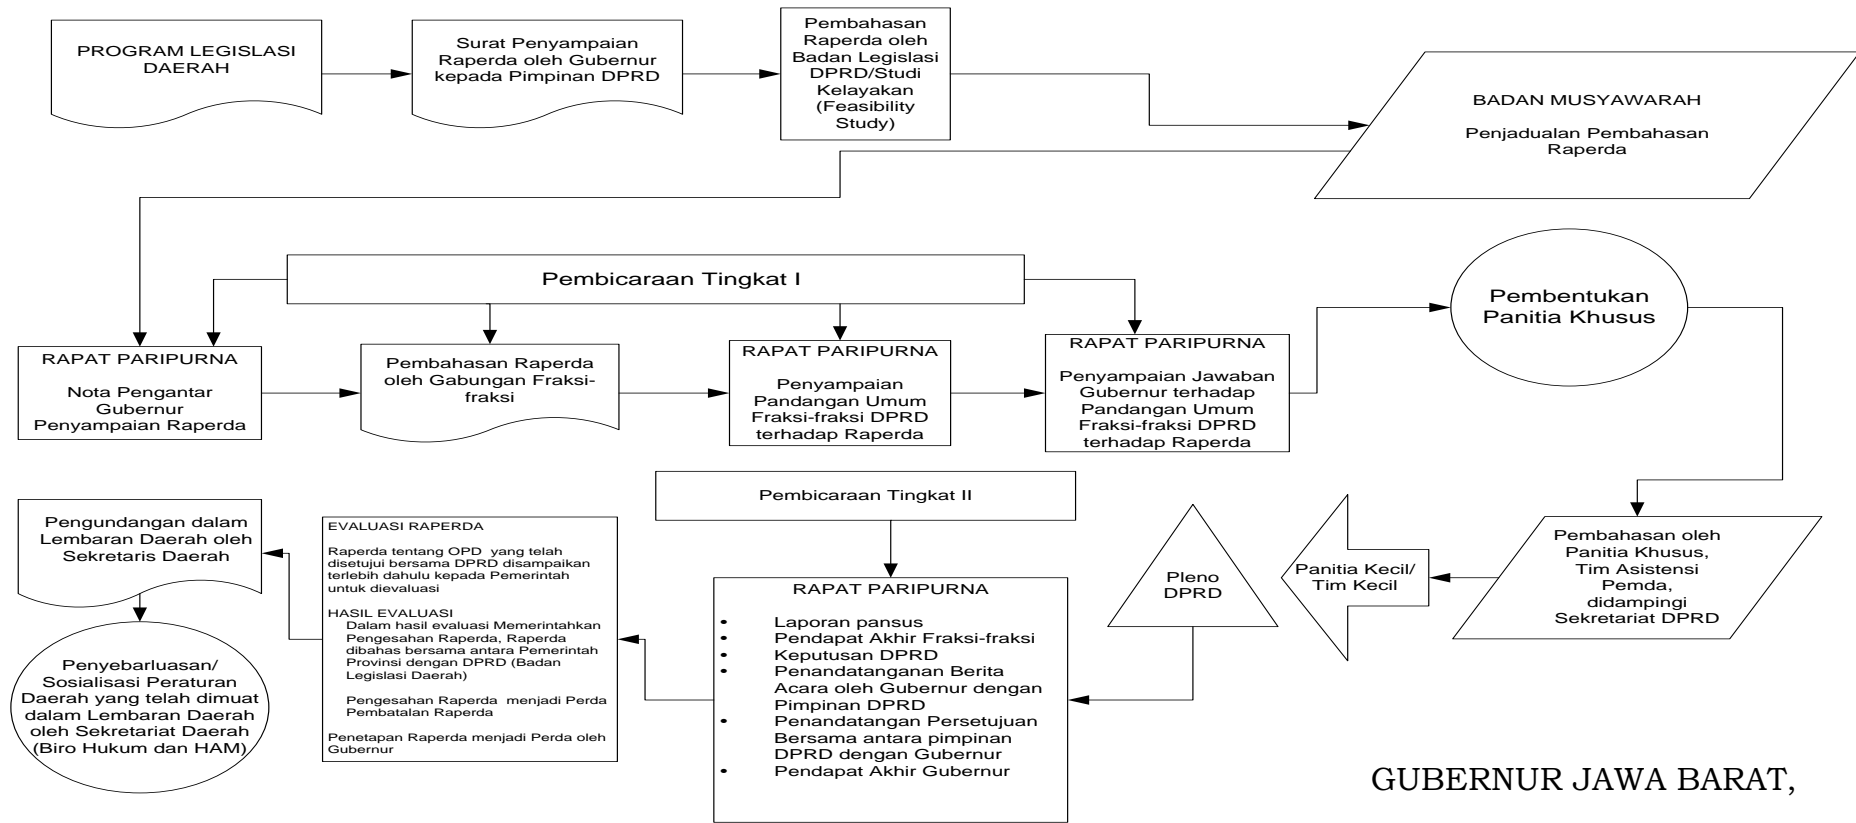 PROGRAM LEGISLASI
DAERAH
Surat Penyampaian
Raperda oleh Gubernur
kepada Pimpinan DPRD
Pembahasan
Raperda oleh
Badan Legislasi
DPRD/Studi
Kelayakan
(Feasibility
Study)
BADAN MUSYAWARAH
Penjadualan Pembahasan
Raperda
Pembicaraan Tingkat I
RAPAT PARIPURNA
Nota Pengantar
Gubernur
Penyampaian Raperda
Pembahasan Raperda
oleh Gabungan Fraksi-
fraksi
RAPAT PARIPURNA
Penyampaian
Pandangan Umum
Fraksi-fraksi DPRD
terhadap Raperda
RAPAT PARIPURNA
Penyampaian Jawaban
Gubernur terhadap
Pandangan Umum
Fraksi-fraksi DPRD
terhadap Raperda
Pembentukan
Panitia Khusus
Pembahasan oleh
Panitia Khusus,
Tim Asistensi
Pemda,
didampingi
Sekretariat DPRD
Panitia Kecil/
Tim Kecil
Pleno
DPRD
Pembicaraan Tingkat II
RAPAT PARIPURNA
• Laporan pansus
• Pendapat Akhir Fraksi-fraksi
• Keputusan DPRD
• Penandatanganan Berita
Acara oleh Gubernur dengan
Pimpinan DPRD
• Penandatangan Persetujuan
Bersama antara pimpinan
DPRD dengan Gubernur
• Pendapat Akhir Gubernur
EVALUASI RAPERDA
Raperda tentang OPD yang telah
disetujui bersama DPRD disampaikan
terlebih dahulu kepada Pemerintah
untuk dievaluasi
HASIL EVALUASI
Dalam hasil evaluasi Memerintahkan
Pengesahan Raperda, Raperda
dibahas bersama antara Pemerintah
Provinsi dengan DPRD (Badan
Legislasi Daerah)
Pengesahan Raperda menjadi Perda
Pembatalan Raperda
Penetapan Raperda menjadi Perda oleh
Gubernur
Pengundangan dalam
Lembaran Daerah oleh
Sekretaris Daerah
Penyebarluasan/
Sosialisasi Peraturan
Daerah yang telah dimuat
dalam Lembaran Daerah
oleh Sekretariat Daerah
(Biro Hukum dan HAM)
GUBERNUR JAWA BARAT,